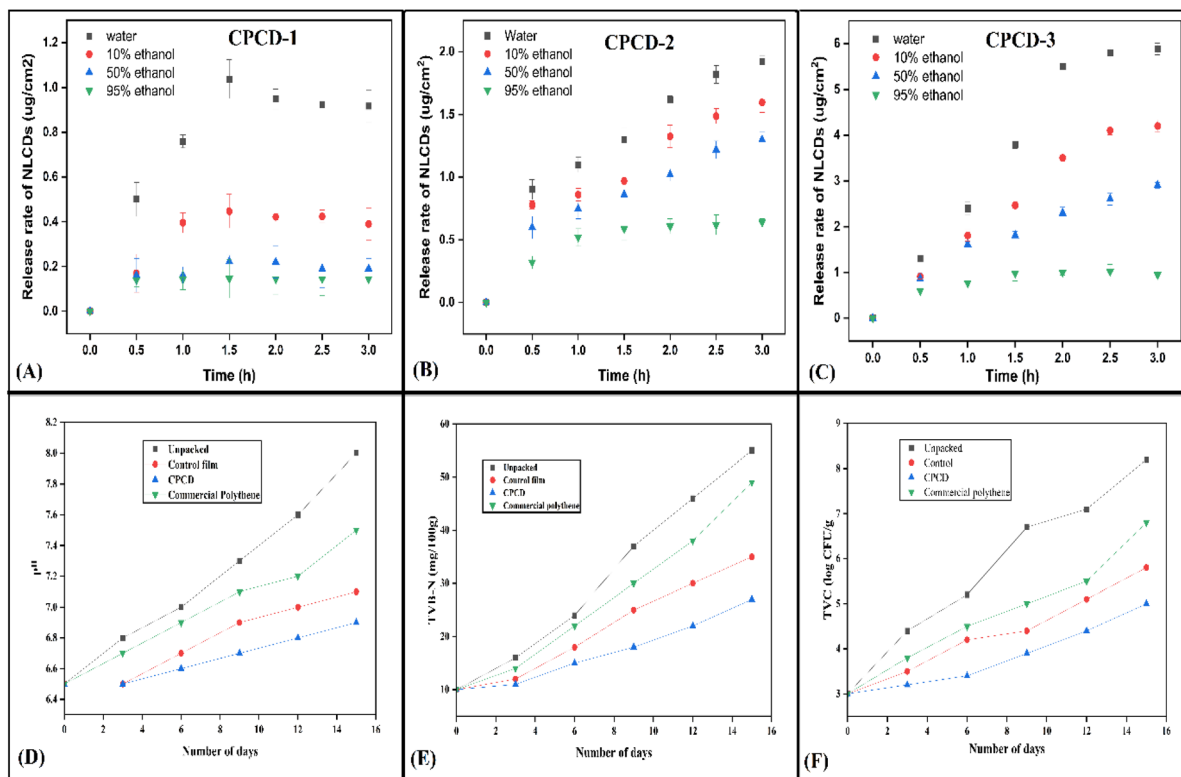 CPCD-1
water
10% ethanol
50% ethanol
95% ethanol
Release rate of NLCDs (ug/cm2)
1.2
1.0
0.8
0.6
0.4
0.2
0.0
0.0 0.5 1.0 1.5 2.0 2.5 3.0
Time (h)
(A)
CPCD-2
Water
10% ethanol
50% ethanol
95% ethanol
Release rate of NLCDs (ug/cm²)
2.0
1.5
1.0
0.5
0.0
0.0 0.5 1.0 1.5 2.0 2.5 3.0
Time (h)
(B)
CPCD-3
water
10% ethanol
50% ethanol
95% ethanol
Release rate of NLCDs (ug/cm²)
6
4
3
2
1
0
0.0 0.5 1.0 1.5 2.0 2.5 3.0
Time (h)
(C)
Unpacked
Control film
CPCD
Commercial Polythene
pH
8.2
8.0
7.8
7.6
7.4
7.2
7.0
6.8
6.6
6.4
0 2 4 6 8 10 12 14 16
Number of days
(D)
Unpacked
Control film
CPCD
Commercial polythene
TVB-N (mg/100g)
60
50
40
30
20
10
0 2 4 6 8 10 12 14 16
Number of days
(E)
Unpacked
Control
CPCD
Commercial polythene
TVC (log CFU/g
9
8
7
6
5
4
3
0 2 4 6 8 10 12 14 16
Number of days
(F)